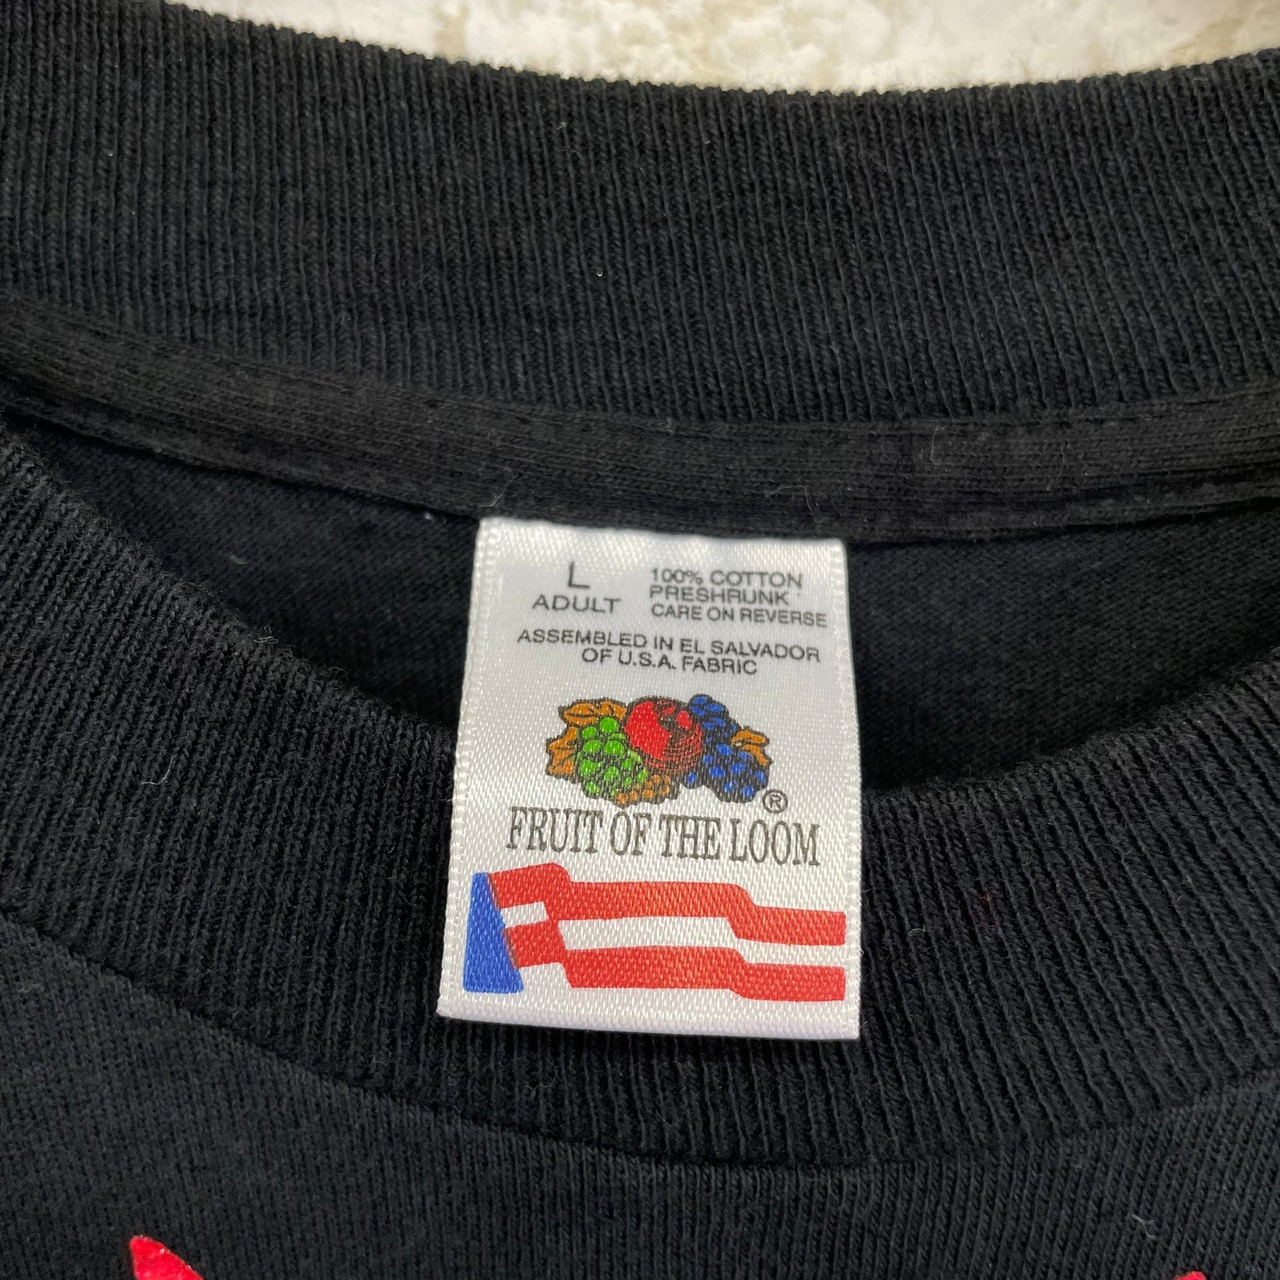 L
ADULT
100% COTTON
PRESHRUNK
CARE ON REVERSE
ASSEMBLED IN EL SALVADOR
OF U.S.A. FABRIC
®
FRUIT OF THE LOOM